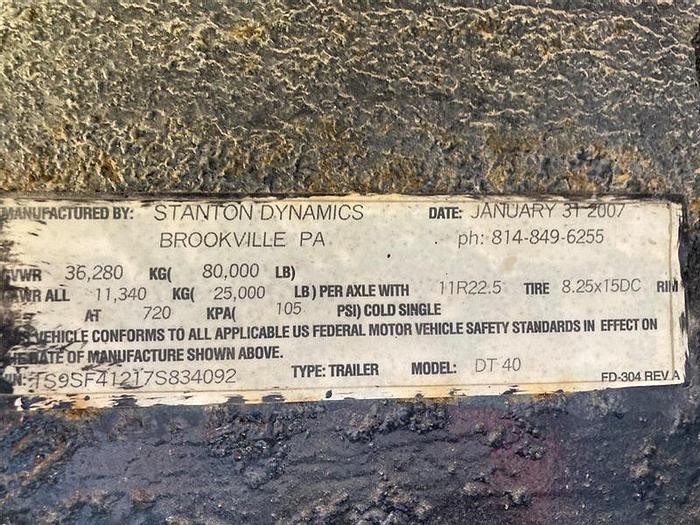 MANUFACTURED BY: STANTON DYNAMICS DATE: JANUARY 31 2007
BROOKVILLE PA ph: 814-849-6255
GVWR 36,280 KG( 80,000 LB)
GAWR ALL 11,340 KG( 25,000 LB) PER AXLE WITH 11R22.5 TIRE 8.25x15DC RIM
AT 720 KPA( 105 PSI) COLD SINGLE
VEHICLE CONFORMS TO ALL APPLICABLE US FEDERAL MOTOR VEHICLE SAFETY STANDARDS IN EFFECT ON
THE DATE OF MANUFACTURE SHOWN ABOVE.
TS9SF41217S834092 TYPE: TRAILER MODEL: DT 40
FD-304 REV A